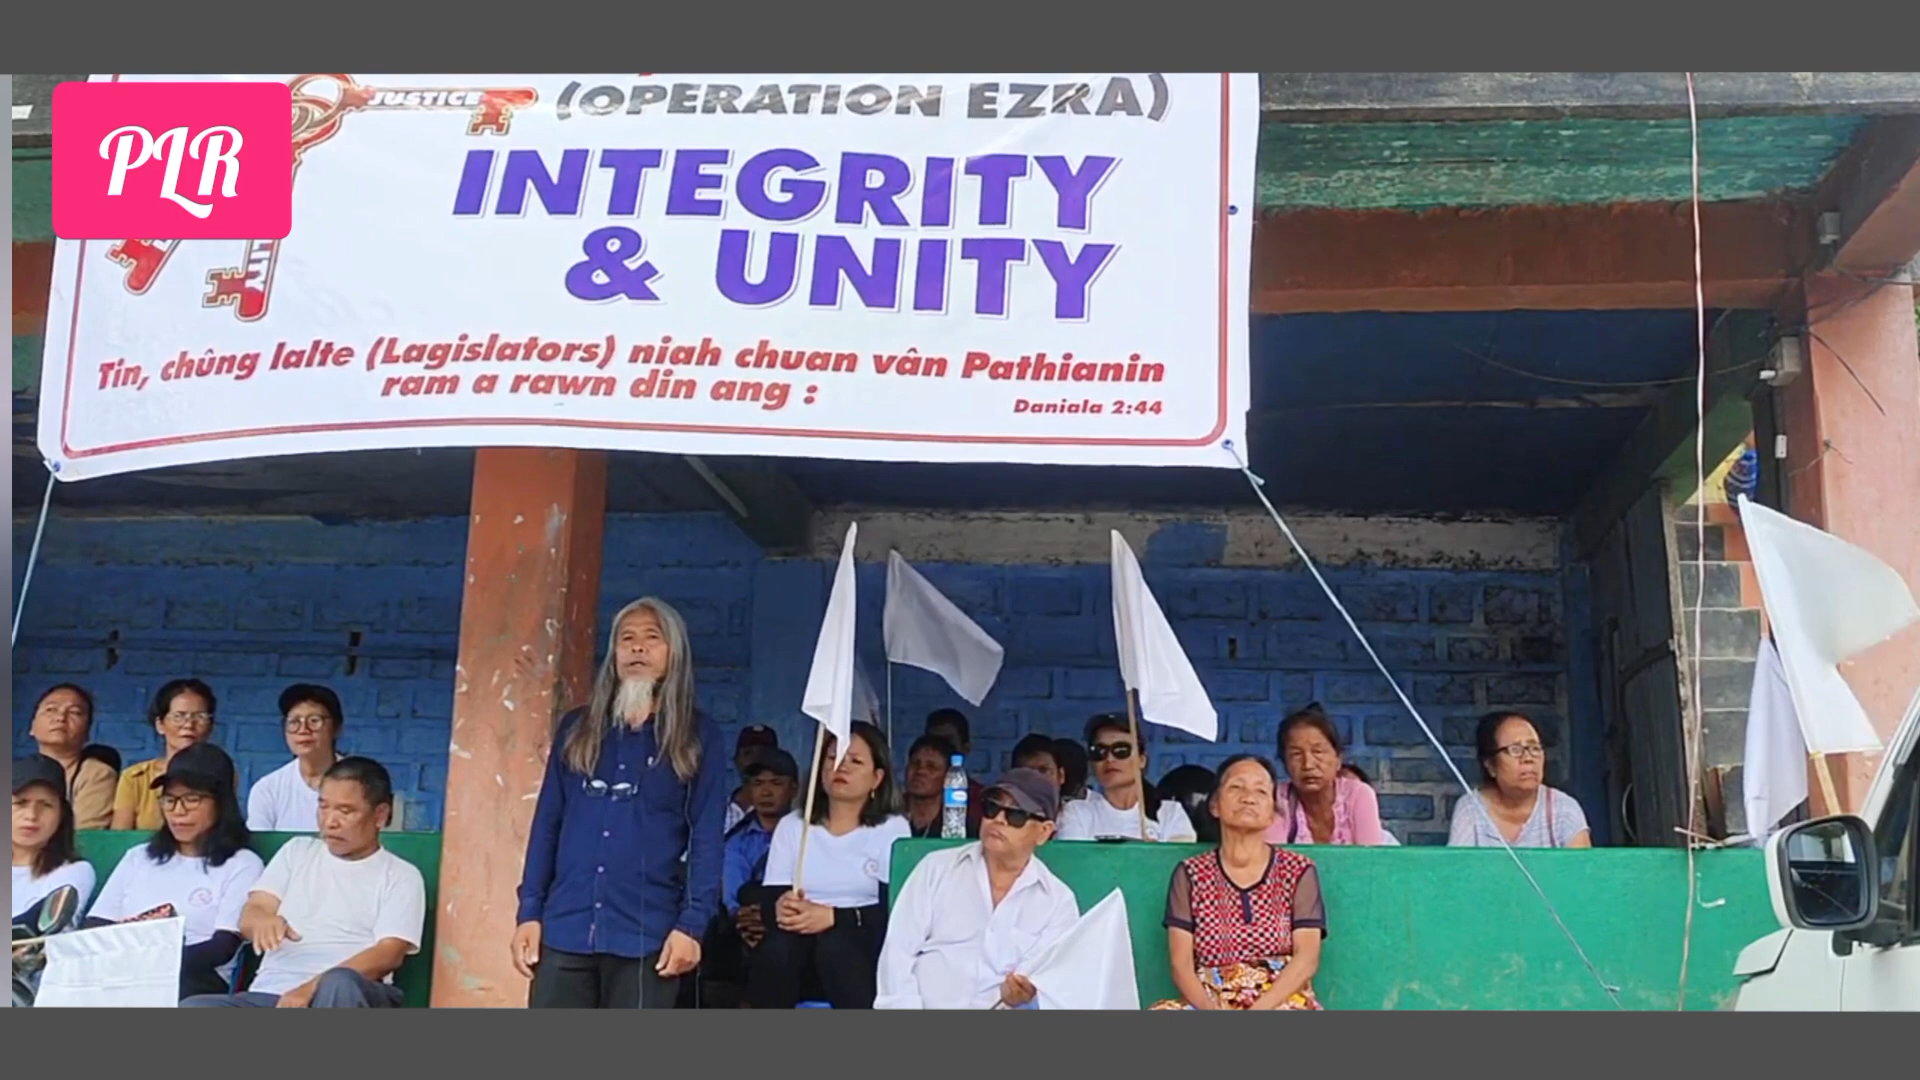 PLR
JUSTICE
(OPERATION EZRA)
INTEGRITY
& UNITY
LITY
Tin, chûng lalte (Lagislators) niah chuan vân Pathianin
ram a rawn din ang :
Daniala 2:44